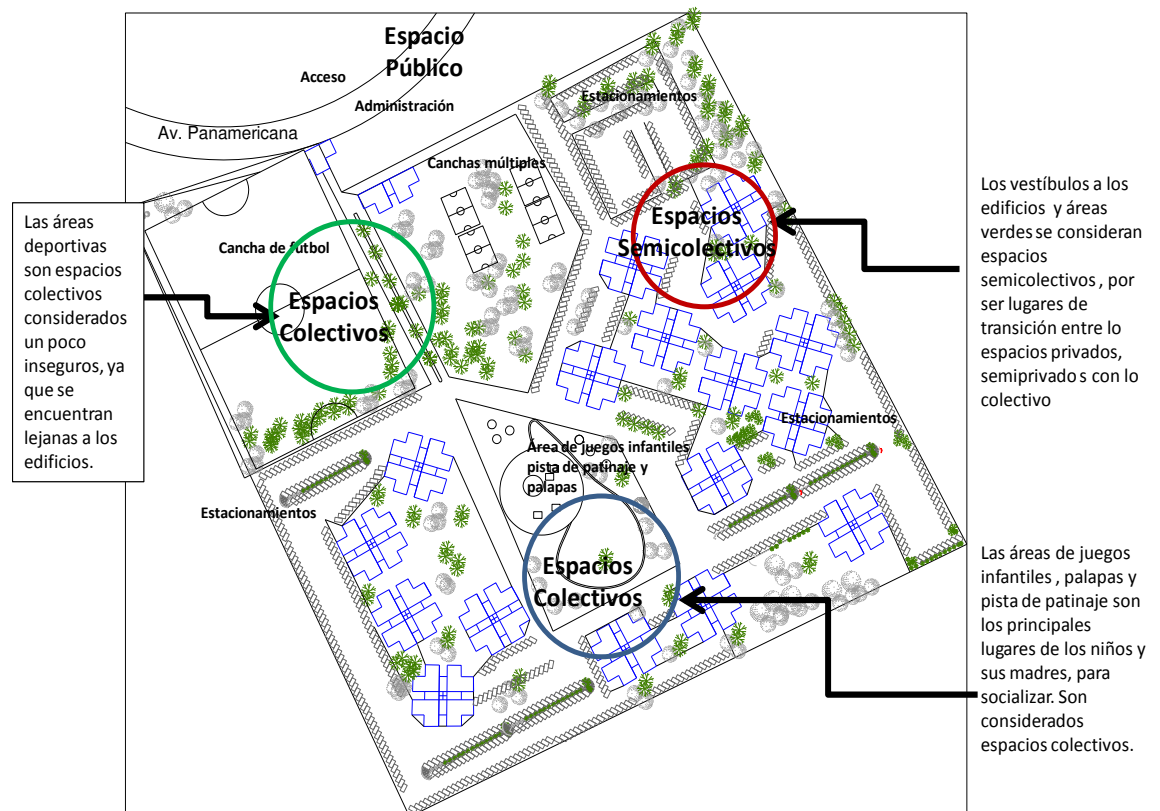 Espacio
Público
Acceso
Administración
Av. Panamericana
Estacionamientos
Canchas múltiples
Las áreas
deportivas
son espacios
colectivos
considerados
un poco
inseguros, ya
que se
encuentran
lejanas a los
edificios.
Cancha de fútbol
Espacios
Colectivos
Espacios
Semicolectivos
Los vestíbulos a los
edificios y áreas
verdes se consideran
espacios
semicolectivos , por
ser lugares de
transición entre lo
espacios privados,
semiprivado s con lo
colectivo
Estacionamientos
Área de juegos infantiles
pista de patinaje y
palapas
Estacionamientos
Espacios
Colectivos
Las áreas de juegos
infantiles , palapas y
pista de patinaje son
los principales
lugares de los niños y
sus madres, para
socializar. Son
considerados
espacios colectivos.